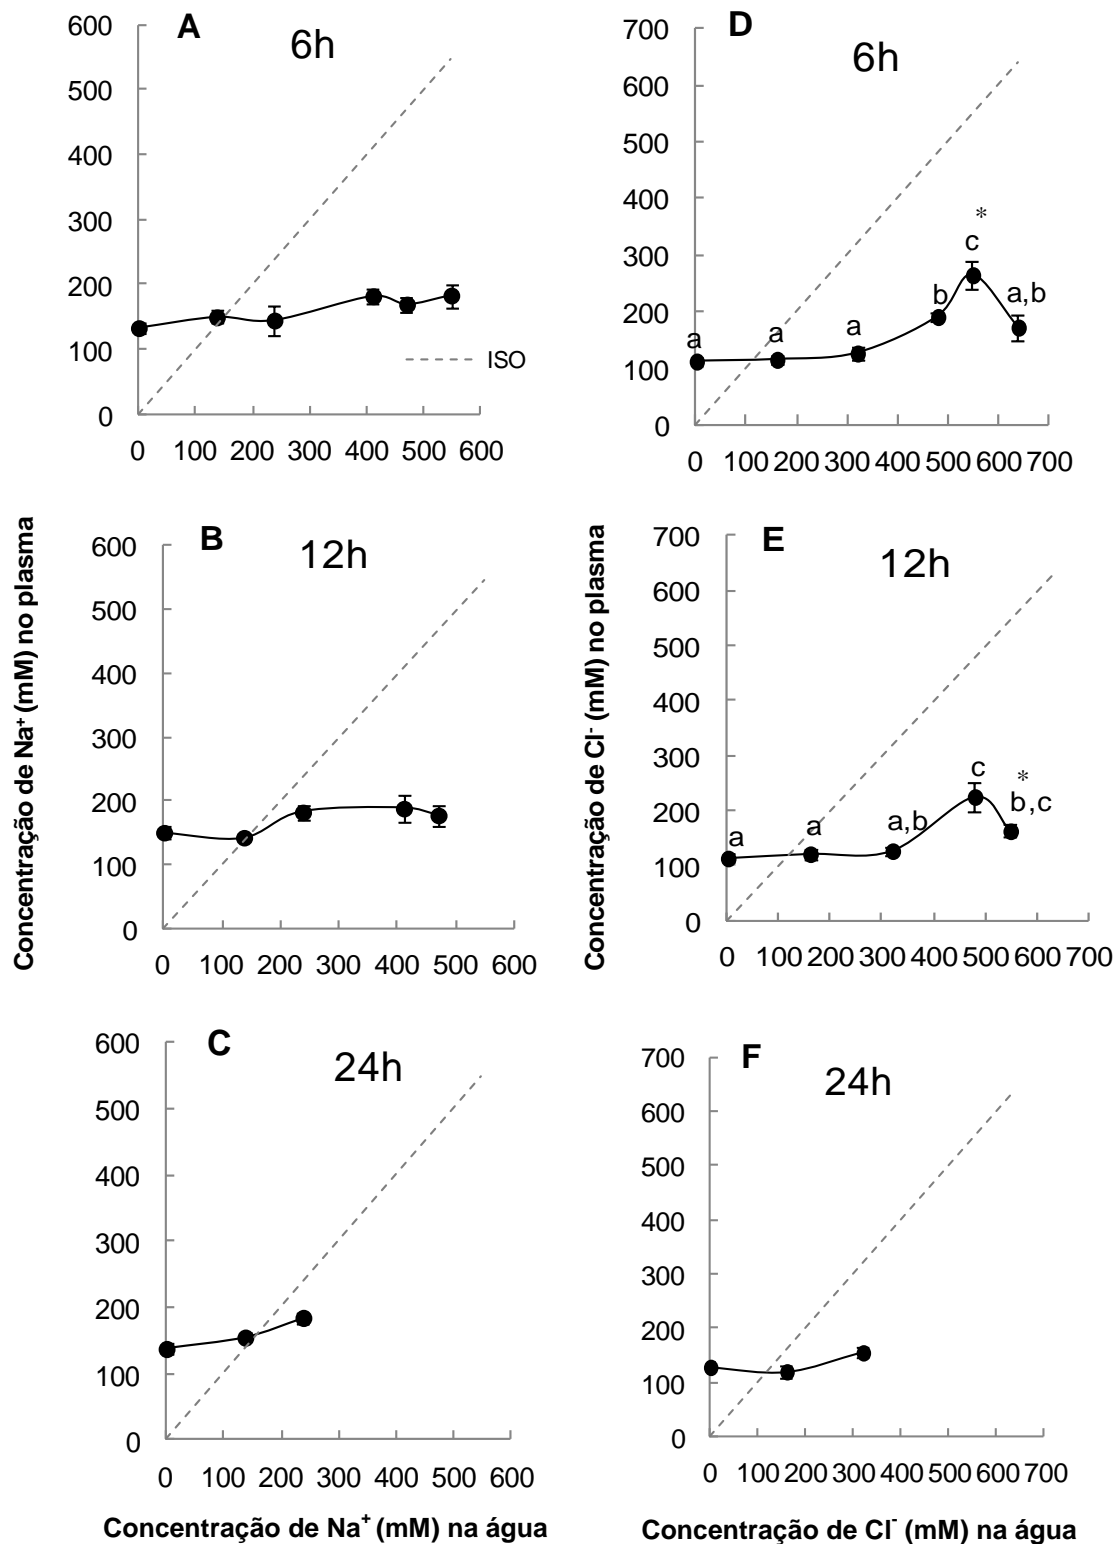 A
6h
600
500
400
300
200
100
0
0 100 200 300 400 500 600
ISO
D
6h
700
600
500
400
300
200
100
0
a
a
a
b
*
c
a,b
0 100 200 300 400 500 600 700
B
12h
600
500
400
300
200
100
0
0 100 200 300 400 500 600
Concentração de Na⁺ (mM) no plasma
E
12h
700
600
500
400
300
200
100
0
a
a
a,b
c
*
b,c
0 100 200 300 400 500 600 700
Concentração de Cl⁻ (mM) no plasma
C
24h
600
500
400
300
200
100
0
0 100 200 300 400 500 600
Concentração de Na⁺ (mM) na água
F
24h
700
600
500
400
300
200
100
0
0 100 200 300 400 500 600 700
Concentração de Cl⁻ (mM) na água